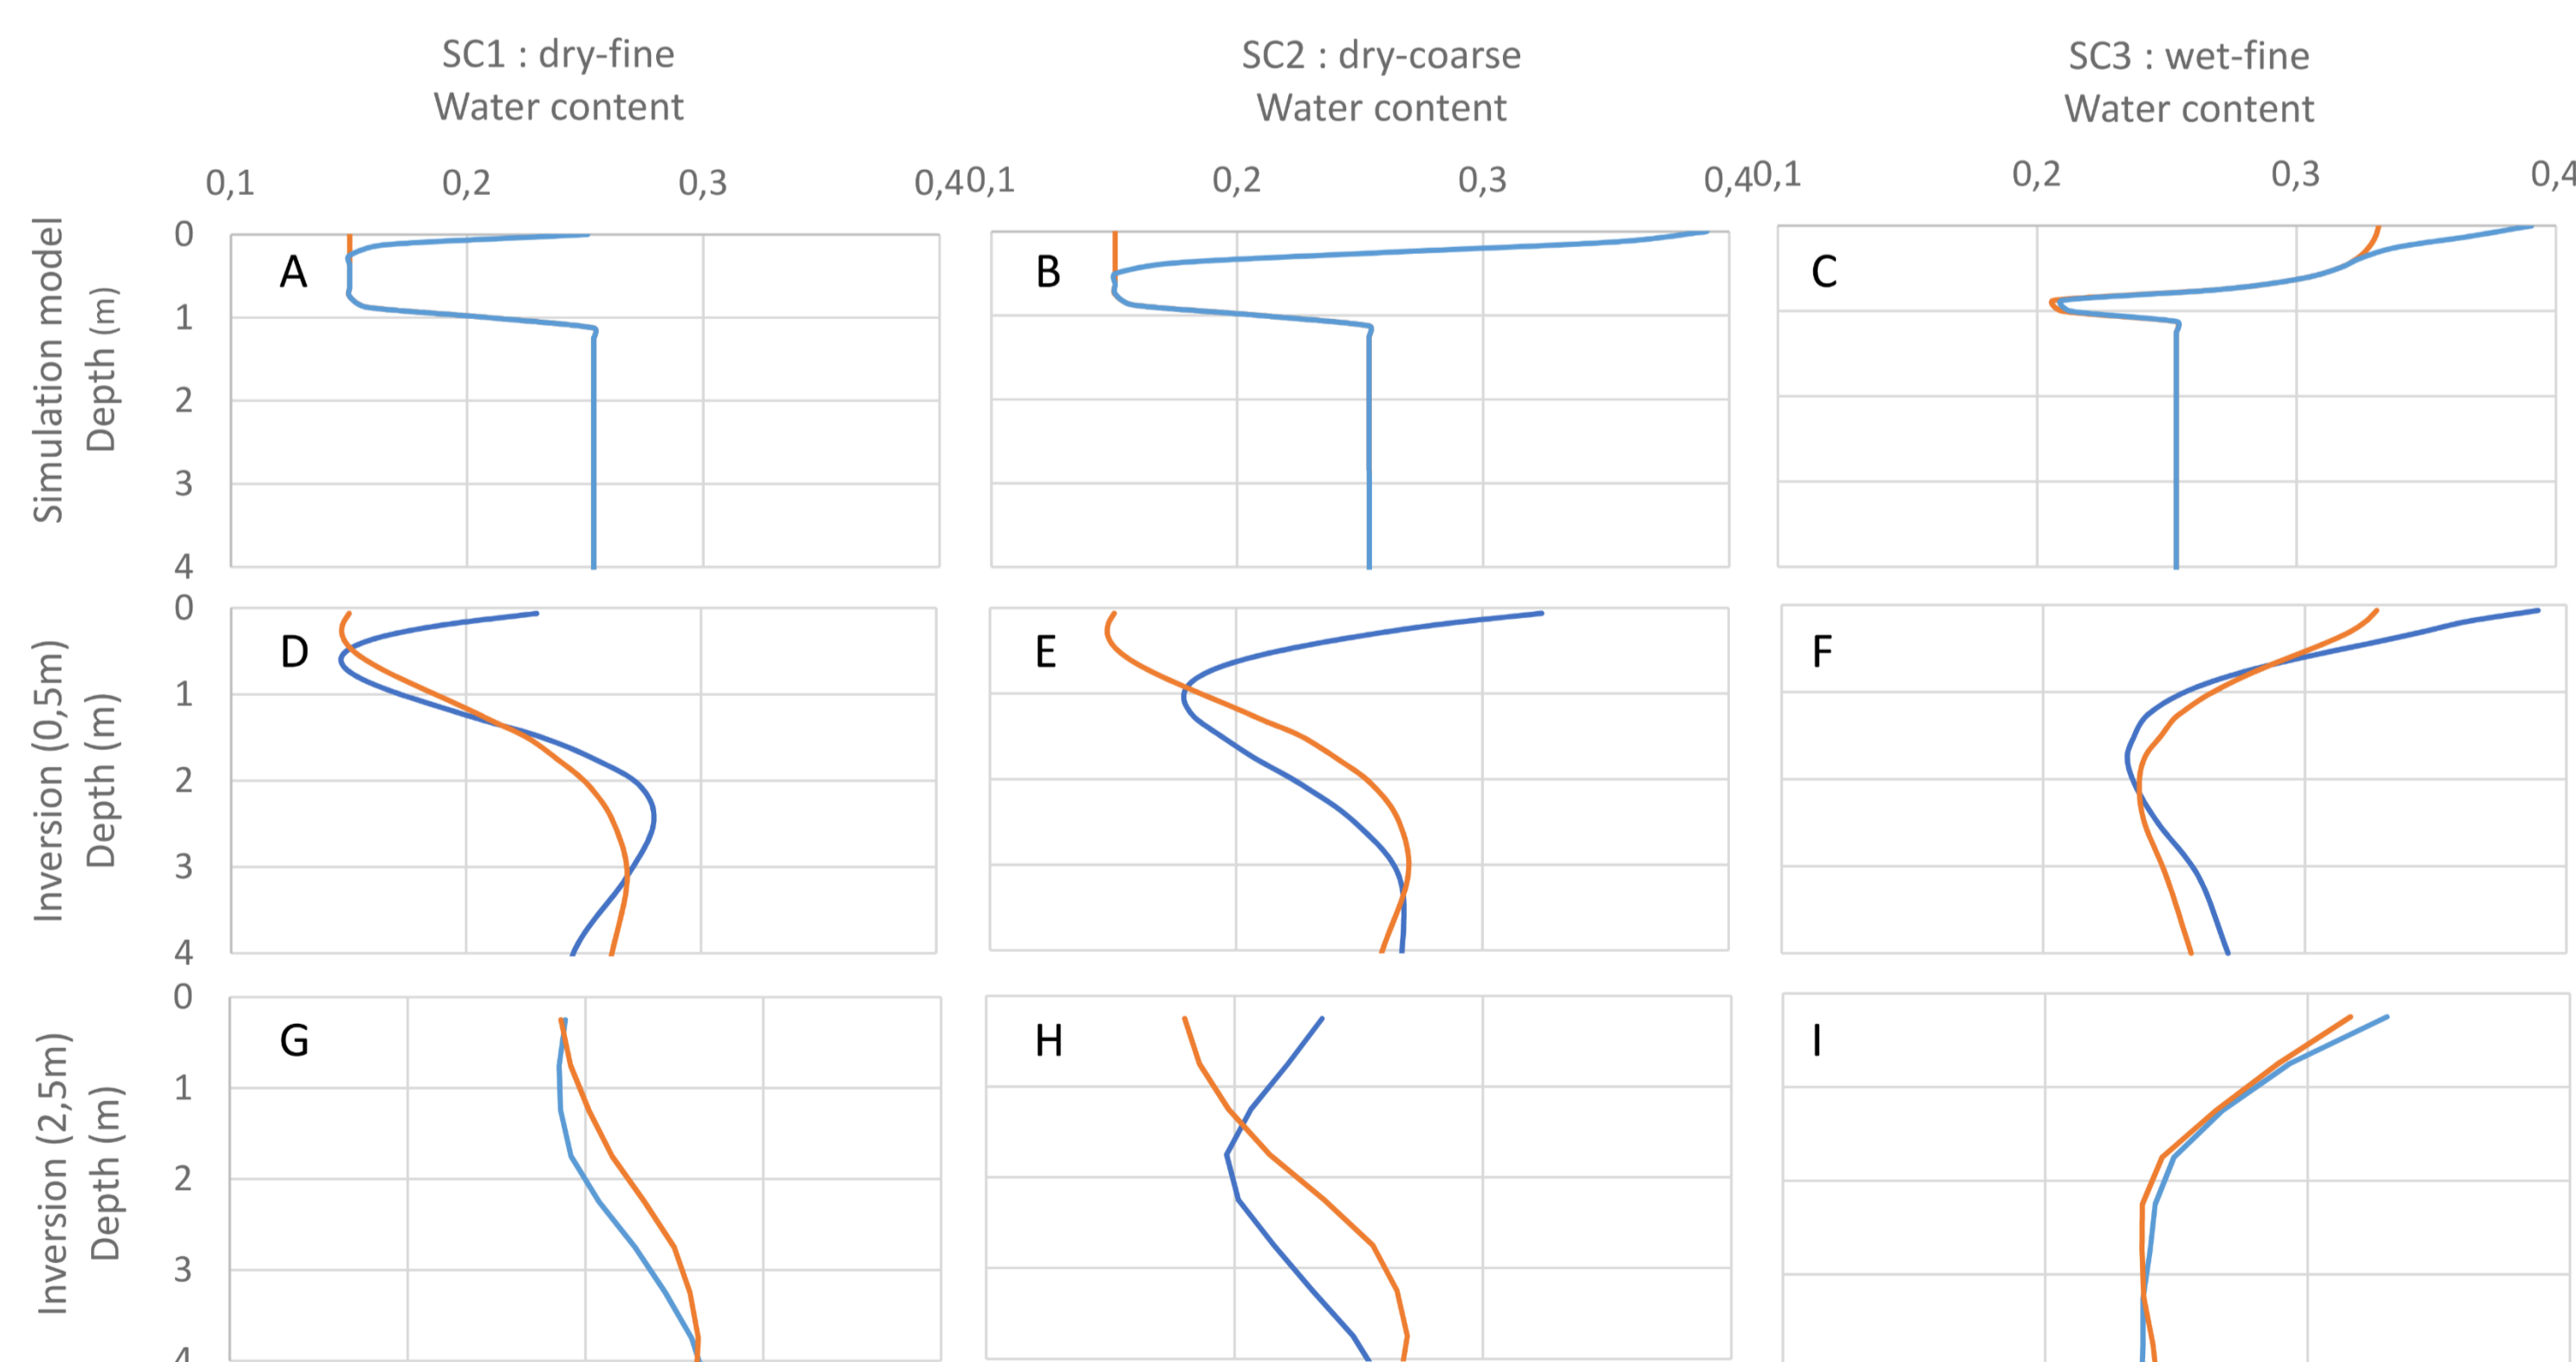 SC1 : dry-fine
Water content
SC2 : dry-coarse
Water content
SC3 : wet-fine
Water content
0,1 0,2 0,3 0,4
0,1 0,2 0,3 0,4
0,1 0,2 0,3 0,4
Simulation model
Depth (m)
0
1
2
3
4
A
B
C
Inversion (0,5m)
Depth (m)
0
1
2
3
4
D
E
F
Inversion (2,5m)
Depth (m)
0
1
2
3
4
G
H
I